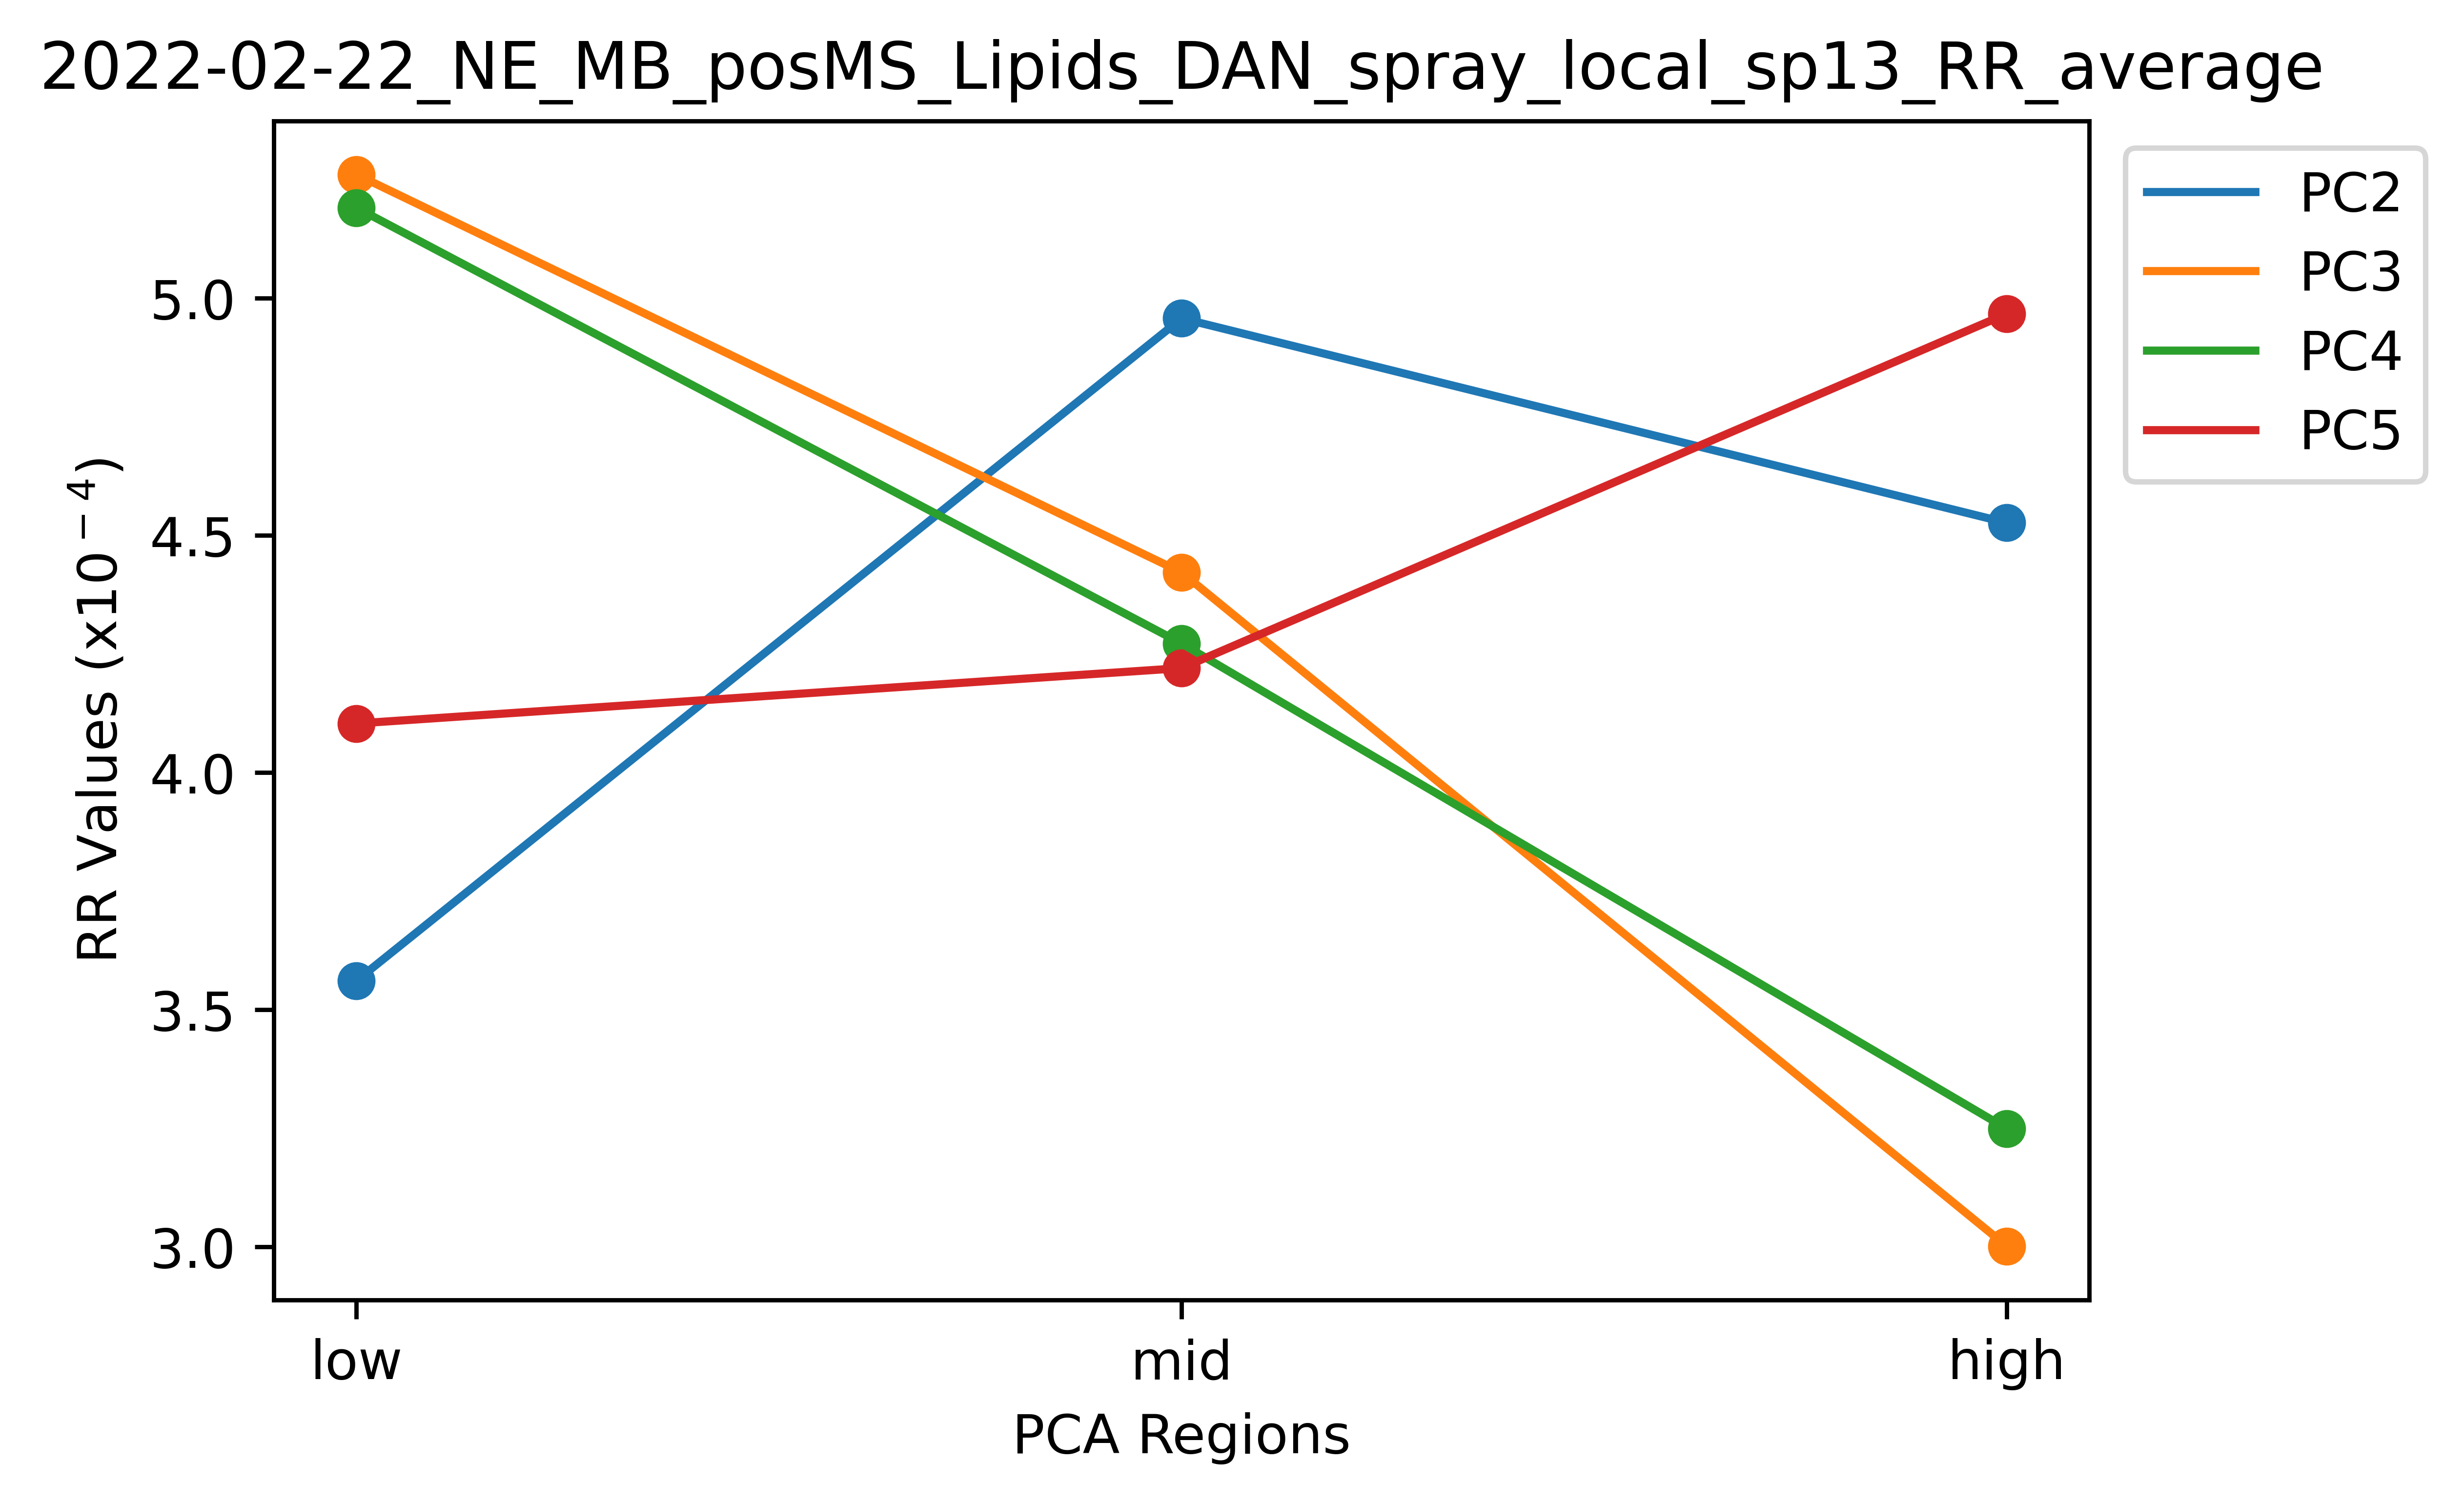 2022-02-22_NE_MB_posMS_Lipids_DAN_spray_local_sp13_RR_average
PC2
PC3
PC4
PC5
RR Values (x10⁻⁴)
5.0
4.5
4.0
3.5
3.0
low mid high
PCA Regions